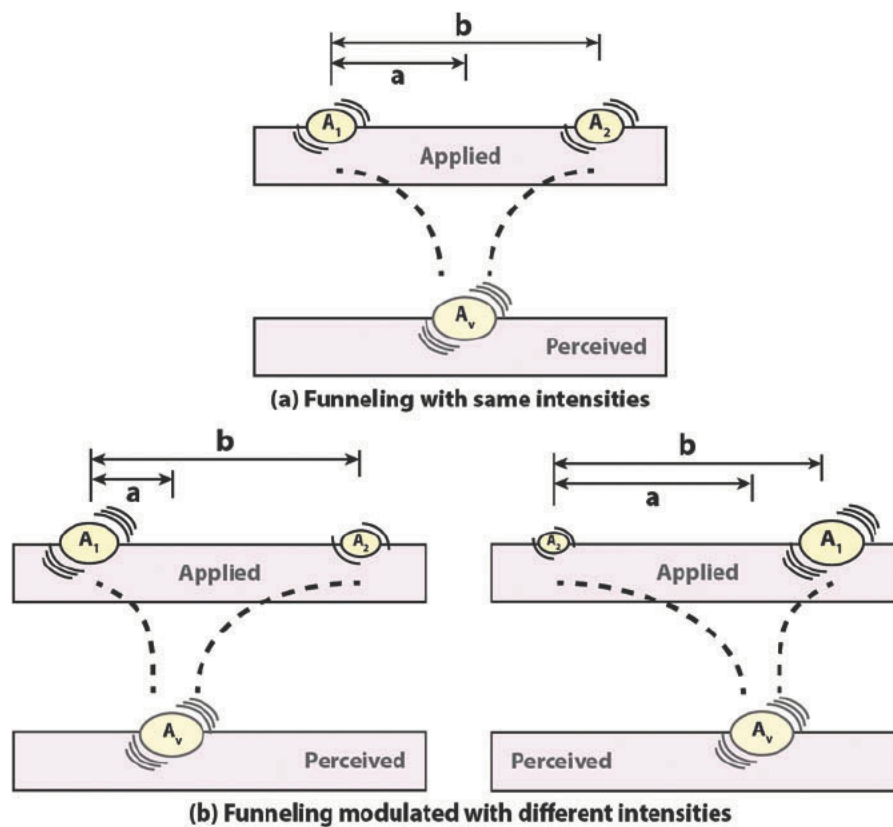 b
a
A1 A2
Applied
Av
Perceived
(a) Funneling with same intensities
b b
a a
A1 A2 A2 A1
Applied Applied
Av Av
Perceived Perceived
(b) Funneling modulated with different intensities